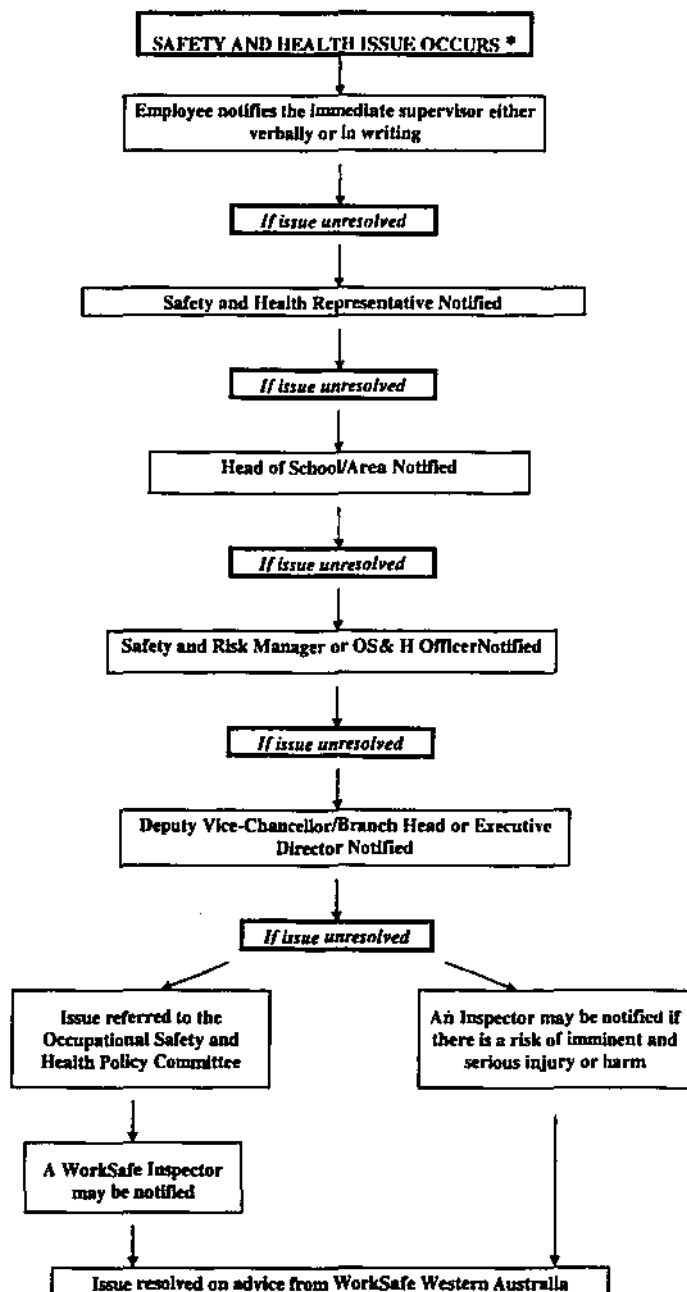 SAFETY AND HEALTH ISSUE OCCURS *
Employee notifies the immediate supervisor either
verbally or in writing
If issue unresolved
Safety and Health Representative Notified
If issue unresolved
Head of School/Area Notified
If issue unresolved
Safety and Risk Manager or OS& H OfficerNotified
If issue unresolved
Deputy Vice-Chancellor/Branch Head or Executive
Director Notified
If issue unresolved
Issue referred to the
Occupational Safety and
Health Policy Committee
An Inspector may be notified if
there is a risk of imminent and
serious injury or harm
A WorkSafe Inspector
may be notified
Issue resolved on advice from WorkSafe Western Australia